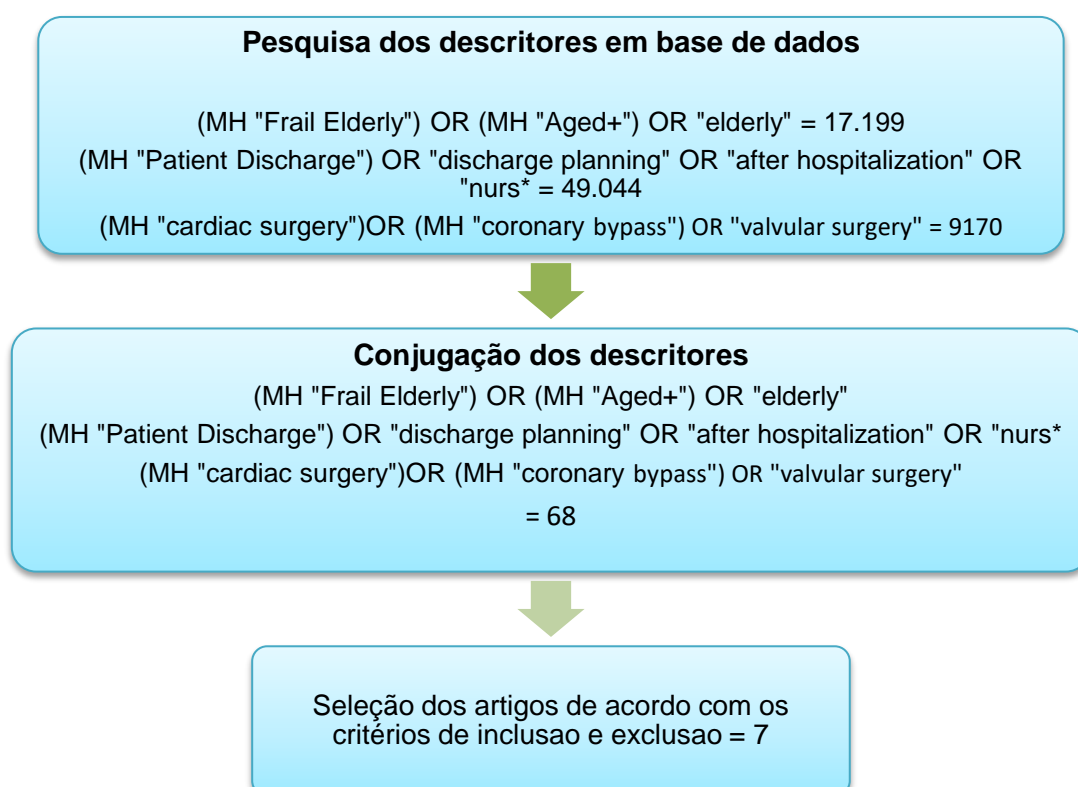 Pesquisa dos descritores em base de dados
(MH "Frail Elderly") OR (MH "Aged+") OR "elderly" = 17.199
(MH "Patient Discharge") OR "discharge planning" OR "after hospitalization" OR
"nurs* = 49.044
(MH "cardiac surgery")OR (MH "coronary bypass") OR "valvular surgery" = 9170
Conjugação dos descritores
(MH "Frail Elderly") OR (MH "Aged+") OR "elderly"
(MH "Patient Discharge") OR "discharge planning" OR "after hospitalization" OR "nurs*
(MH "cardiac surgery")OR (MH "coronary bypass") OR "valvular surgery"
= 68
Seleção dos artigos de acordo com os
critérios de inclusao e exclusao = 7